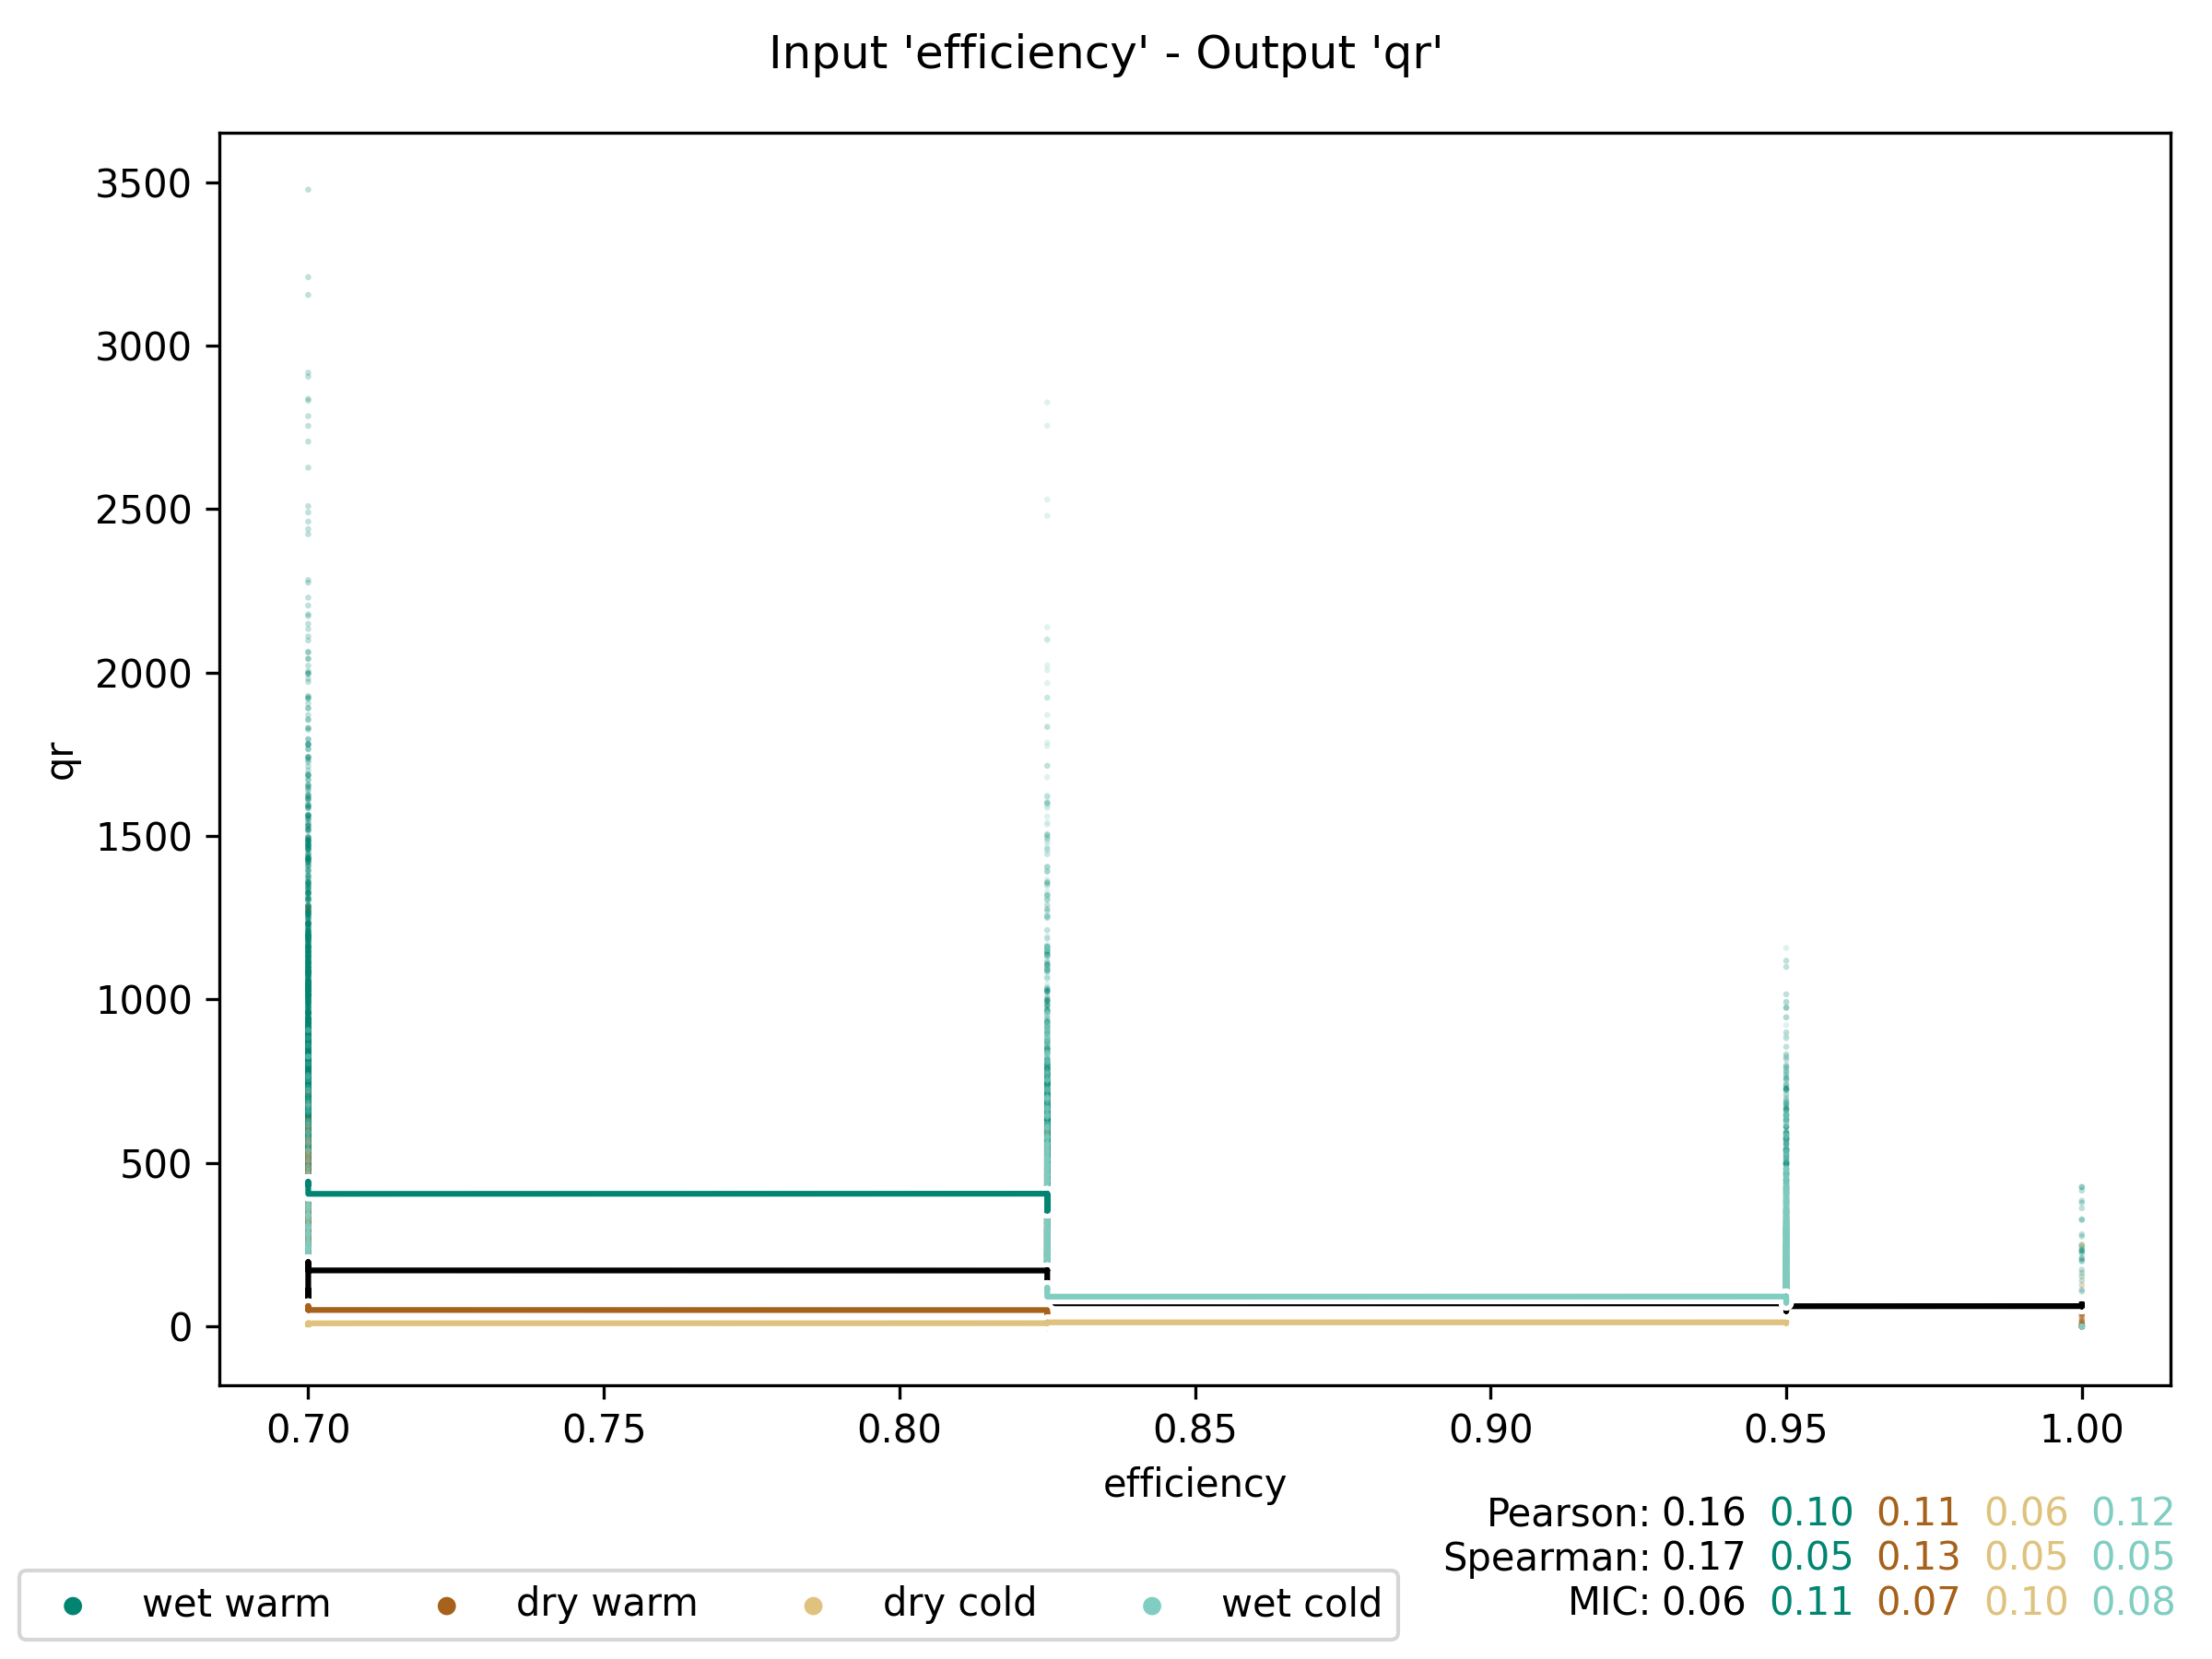 Input 'efficiency' - Output 'qr'
3500
3000
2500
2000
1500
1000
500
0
qr
0.70 0.75 0.80 0.85 0.90 0.95 1.00
efficiency
Pearson: 0.16 0.10 0.11 0.06 0.12
Spearman: 0.17 0.05 0.13 0.05 0.05
MIC: 0.06 0.11 0.07 0.10 0.08
wet warm dry warm dry cold wet cold